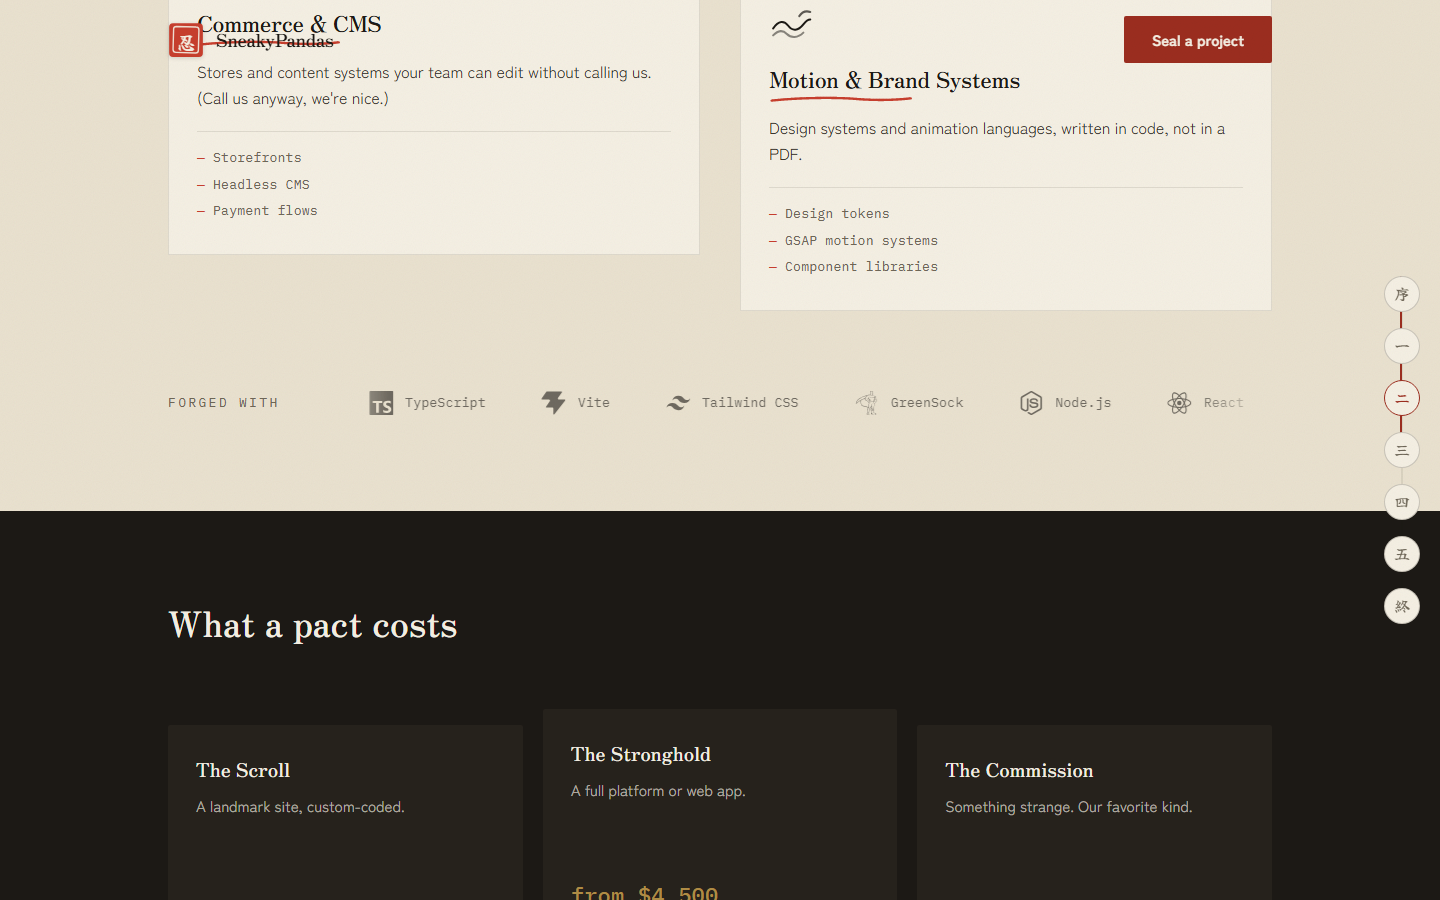 Commerce & CMS
忍 SneakyPandas
Stores and content systems your team can edit without calling us.
(Call us anyway, we're nice.)
– Storefronts
– Headless CMS
– Payment flows
Seal a project
Motion & Brand Systems
Design systems and animation languages, written in code, not in a
PDF.
– Design tokens
– GSAP motion systems
– Component libraries
FORGED WITH
TS TypeScript
Vite
Tailwind CSS
GreenSock
JS Node.js
React
序
一
二
三
四
五
終
What a pact costs
The Scroll
A landmark site, custom-coded.
The Stronghold
A full platform or web app.
from $4,500
The Commission
Something strange. Our favorite kind.